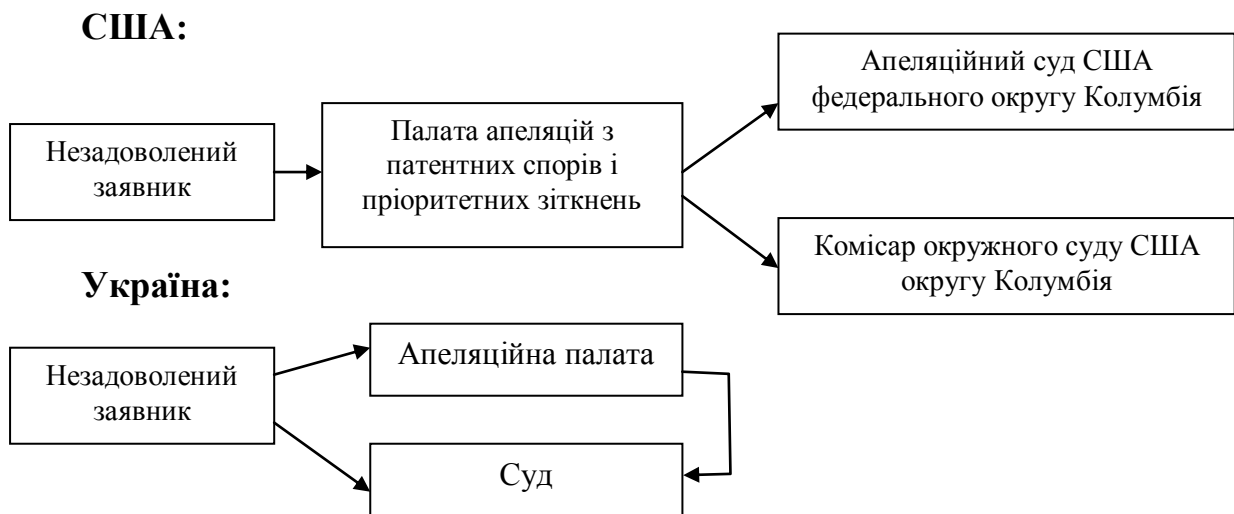 США:
Незадоволений
заявник
Палата апеляцій з
патентних спорів і
пріоритетних зіткнень
Апеляційний суд США
федерального округу Колумбія
Комісар окружного суду США
округу Колумбія
Україна:
Незадоволений
заявник
Апеляційна палата
Суд